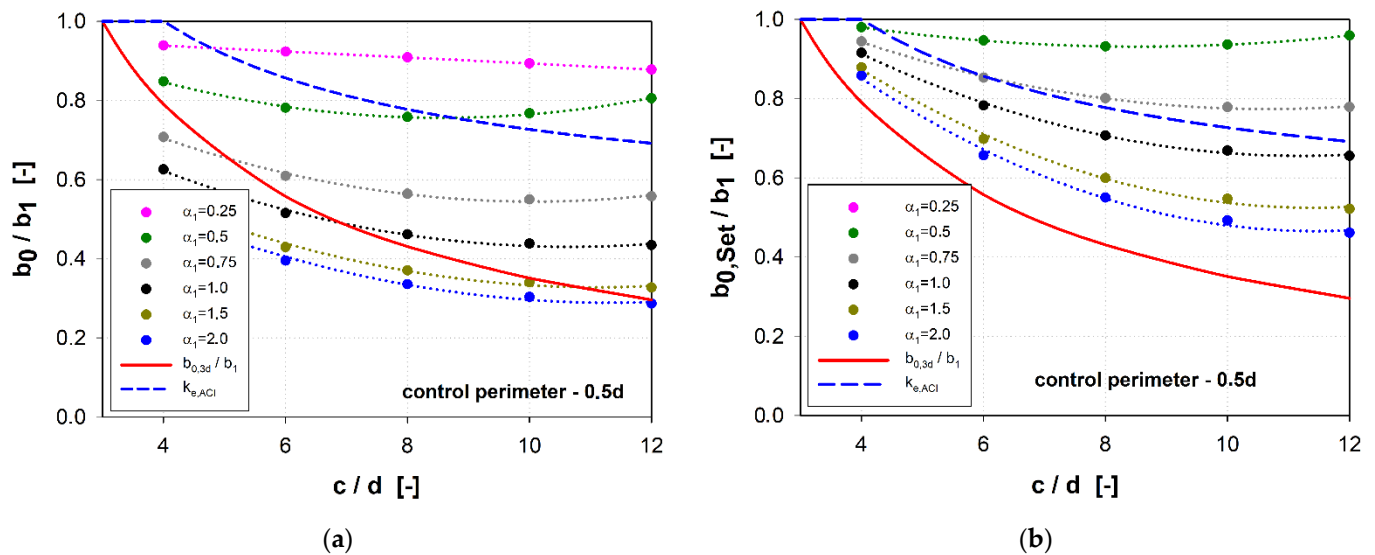 1.0
0.8
0.6
0.4
0.2
0.0
b0 / b1 [-]
α1=0.25
α1=0.5
α1=0.75
α1=1.0
α1=1.5
α1=2.0
b0,3d / b1
ke,ACI
control perimeter - 0.5d
4 6 8 10 12
c / d [-]
(a)
1.0
0.8
0.6
0.4
0.2
0.0
b0,Set / b1 [-]
α1=0.25
α1=0.5
α1=0.75
α1=1.0
α1=1.5
α1=2.0
b0,3d / b1
ke,ACI
control perimeter - 0.5d
4 6 8 10 12
c / d [-]
(b)